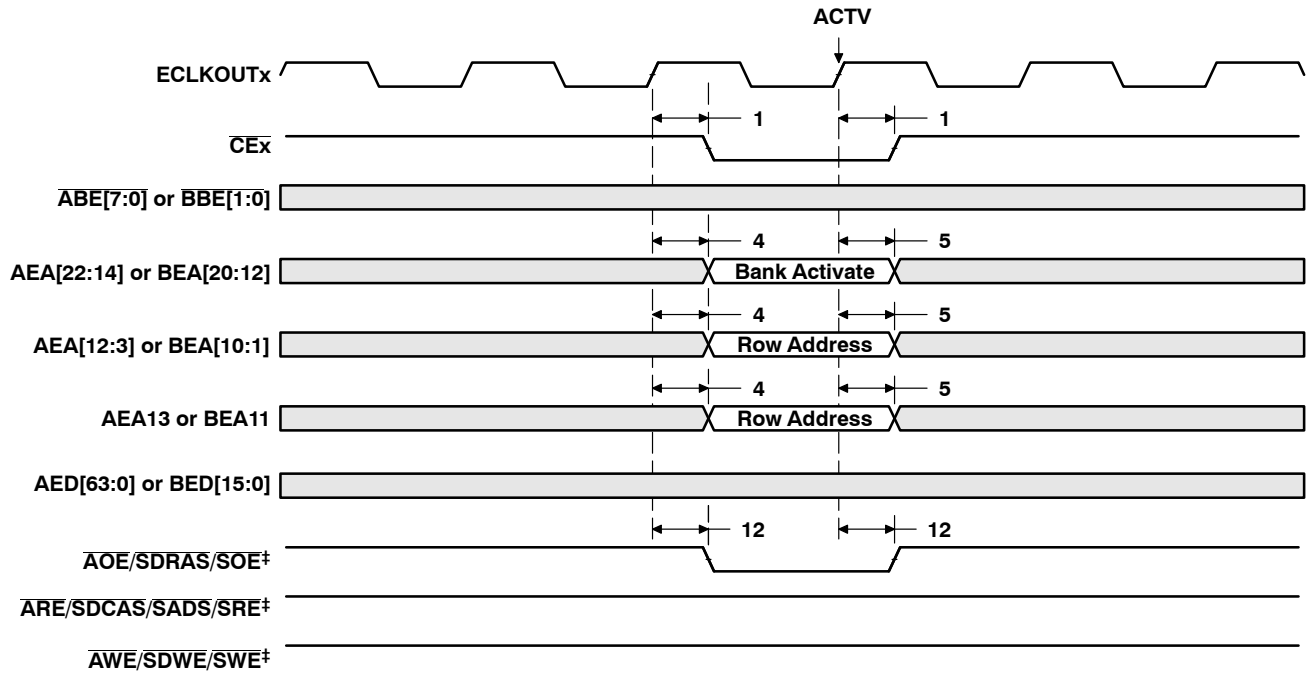 ACTV
ECLKOUTx
1 1
CEx
ABE[7:0] or BBE[1:0]
4 5
AEA[22:14] or BEA[20:12] Bank Activate
4 5
AEA[12:3] or BEA[10:1] Row Address
4 5
AEA13 or BEA11 Row Address
AED[63:0] or BED[15:0]
12 12
AOE/SDRAS/SOE‡
ARE/SDCAS/SADS/SRE‡
AWE/SDWE/SWE‡